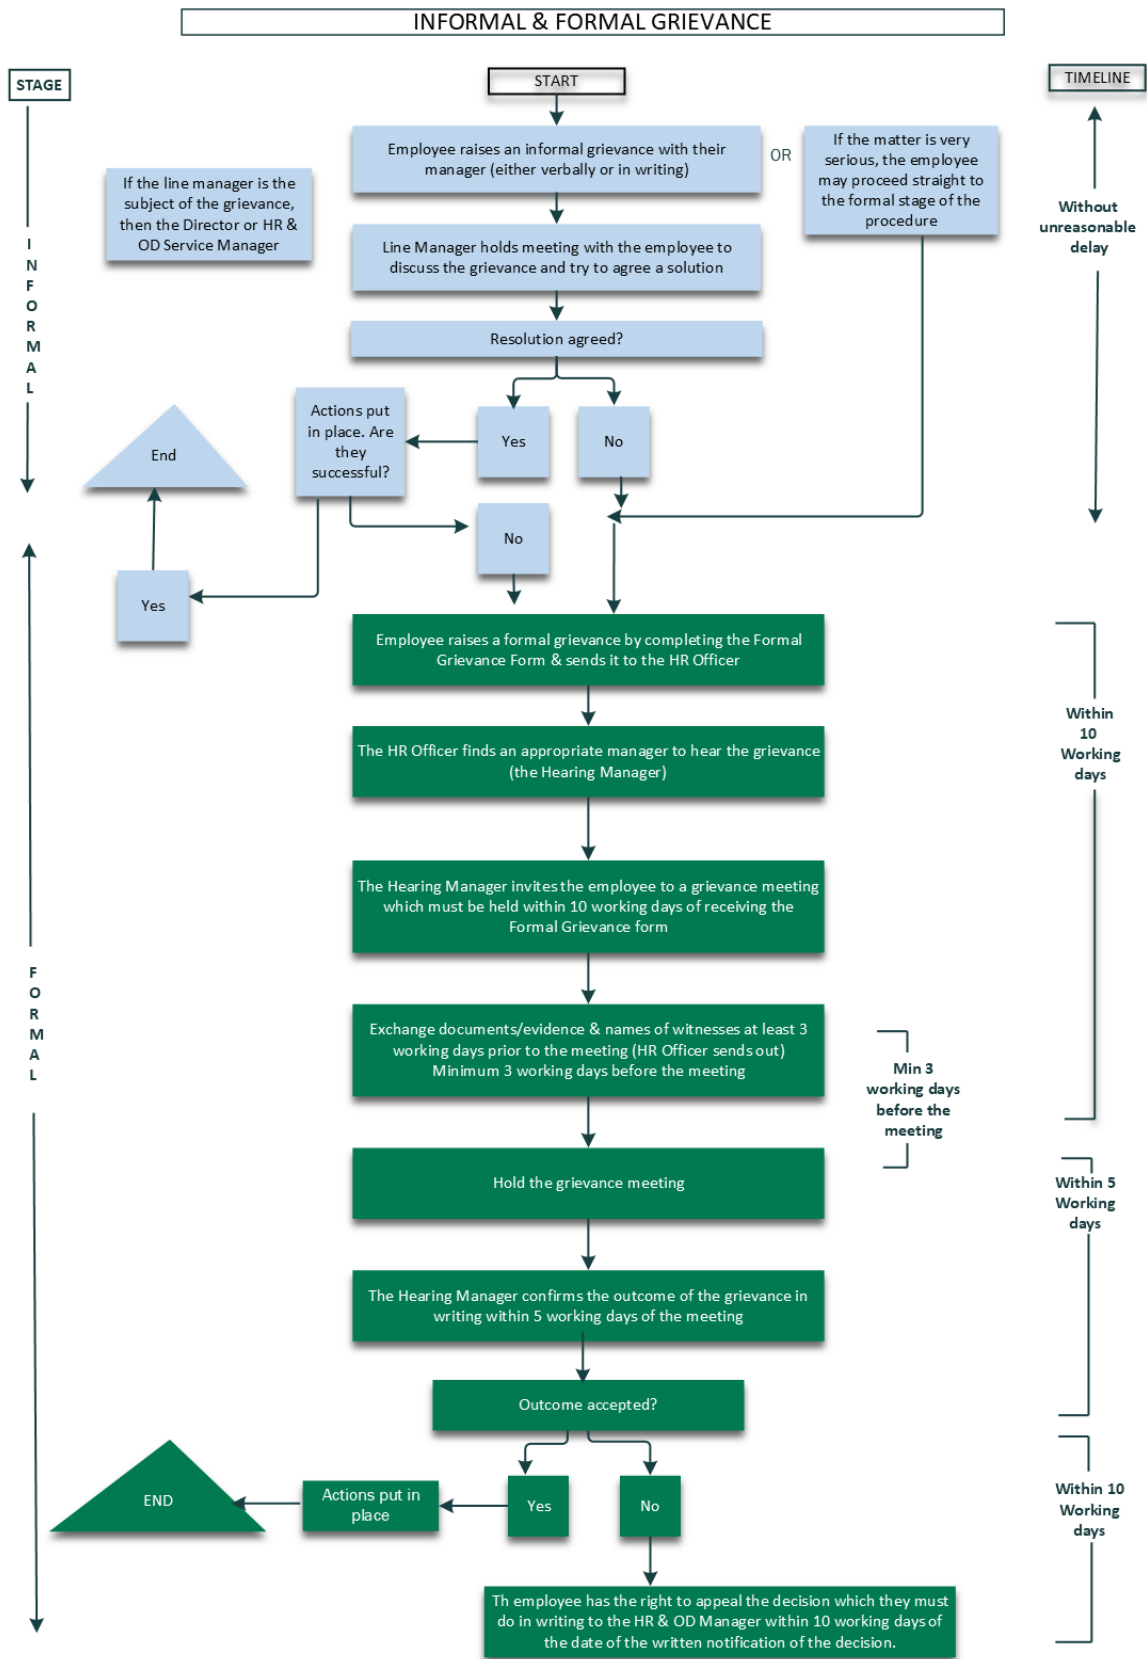 INFORMAL & FORMAL GRIEVANCE
STAGE
START
TIMELINE
Employee raises an informal grievance with their
manager (either verbally or in writing)
OR
If the matter is very
serious, the employee
may proceed straight to
the formal stage of the
procedure
If the line manager is the
subject of the grievance,
then the Director or HR &
OD Service Manager
Without
unreasonable
delay
Line Manager holds meeting with the employee to
discuss the grievance and try to agree a solution
I
N
F
O
R
M
A
L
Resolution agreed?
Actions put
in place. Are
they
successful?
Yes
No
End
No
Yes
Employee raises a formal grievance by completing the Formal
Grievance Form & sends it to the HR Officer
Within
10
Working
days
The HR Officer finds an appropriate manager to hear the grievance
(the Hearing Manager)
The Hearing Manager invites the employee to a grievance meeting
which must be held within 10 working days of receiving the
Formal Grievance form
F
O
R
M
A
L
Exchange documents/evidence & names of witnesses at least 3
working days prior to the meeting (HR Officer sends out)
Minimum 3 working days before the meeting
Min 3
working days
before the
meeting
Hold the grievance meeting
Within 5
Working
days
The Hearing Manager confirms the outcome of the grievance in
writing within 5 working days of the meeting
Outcome accepted?
END
Actions put in
place
Yes
No
Within 10
Working
days
Th employee has the right to appeal the decision which they must
do in writing to the HR & OD Manager within 10 working days of
the date of the written notification of the decision.